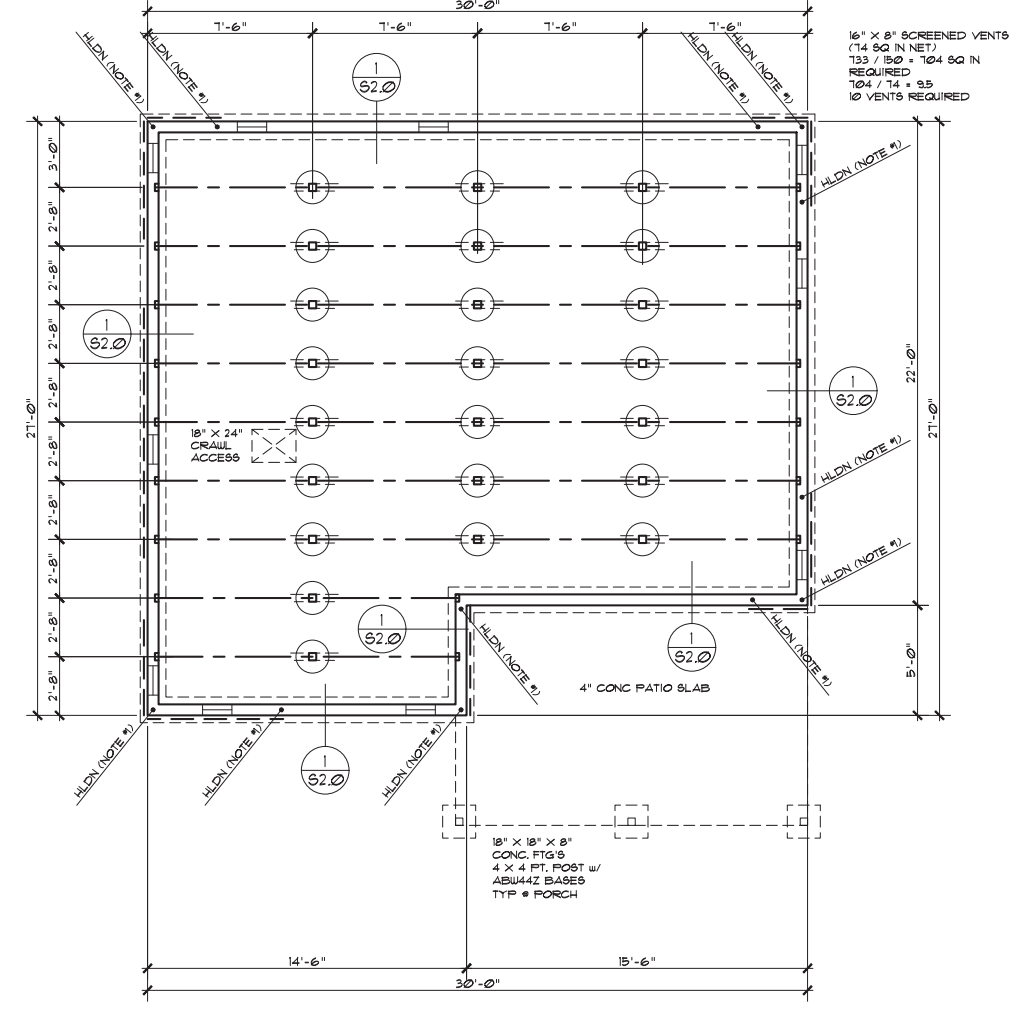 30'-0"
7'-6" 7'-6" 7'-6" 7'-6"
16" X 8" SCREENED VENTS
(74 SQ IN NET)
733 / 150 = 704 SQ IN
REQUIRED
704 / 74 = 9.5
10 VENTS REQUIRED
HLDN (NOTE #1)
HLDN (NOTE #1)
HLDN (NOTE #1)
HLDN (NOTE #1)
1
S2.0
3'-0"
2'-8"
2'-8"
2'-8"
2'-8"
2'-8"
2'-8"
2'-8"
2'-8"
2'-8"
27'-0"
HLDN (NOTE #1)
1
S2.0
1
S2.0
22'-0"
27'-0"
18" X 24"
CRAWL
ACCESS
HLDN (NOTE #1)
HLDN (NOTE #1)
1
S2.0
1
S2.0
HLDN (NOTE #1)
HLDN (NOTE #1)
5'-0"
4" CONC PATIO SLAB
HLDN (NOTE #1)
HLDN (NOTE #1)
HLDN (NOTE #1)
1
S2.0
18" X 18" X 8"
CONC. FTG'S
4 X 4 PT. POST w/
ABW44Z BASES
TYP @ PORCH
14'-6" 15'-6"
30'-0"